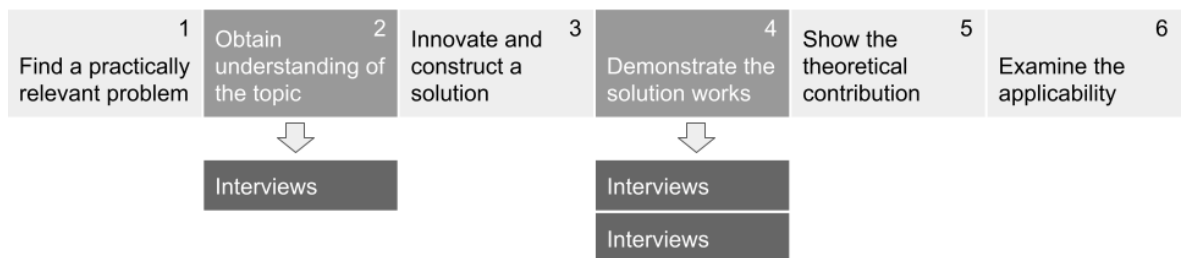 1
Find a practically
relevant problem
2
Obtain
understanding of
the topic
3
Innovate and
construct a
solution
4
Demonstrate the
solution works
5
Show the
theoretical
contribution
6
Examine the
applicability
Interviews
Interviews
Interviews